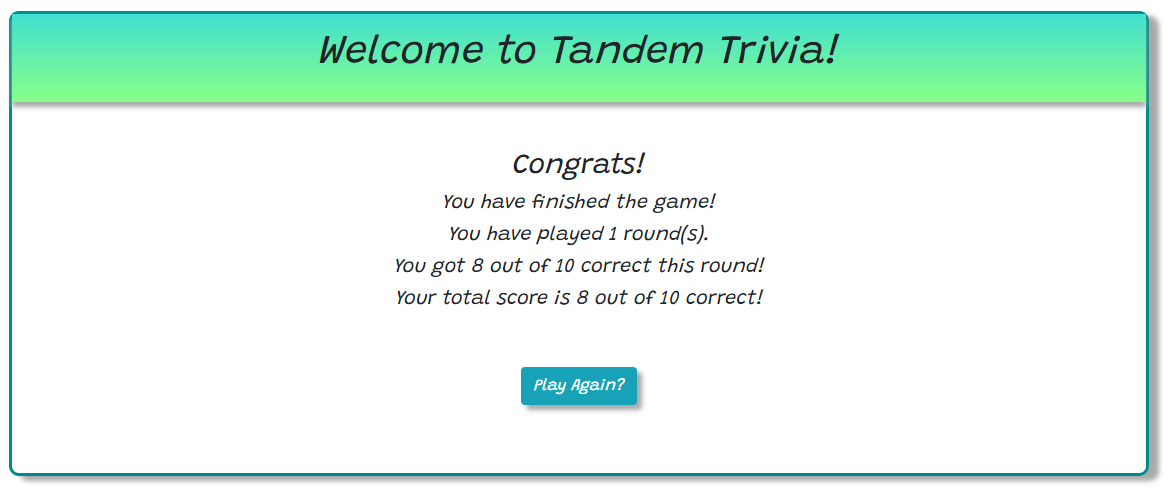 Welcome to Tandem Trivia!
Congrats!
You have finished the game!
You have played 1 round(s).
You got 8 out of 10 correct this round!
Your total score is 8 out of 10 correct!
Play Again?